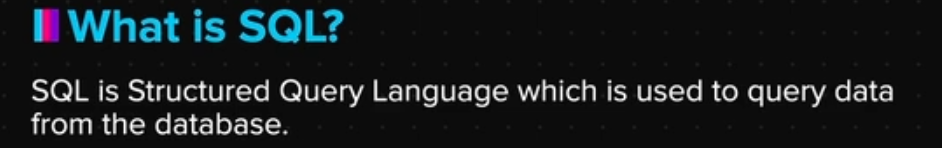 What is SQL?
SQL is Structured Query Language which is used to query data
from the database.